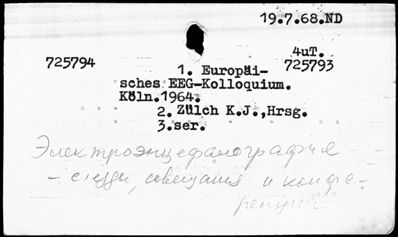 19.7.68.ND
4uT.
725794 725793
1. Europäi-
sches EEG-Kolloquium.
Köln.1964.
2. Zülch K.J.,Hrsg.
3.ser.
Электроэнцефалография
- съезды, совещания и конфе-
ренции